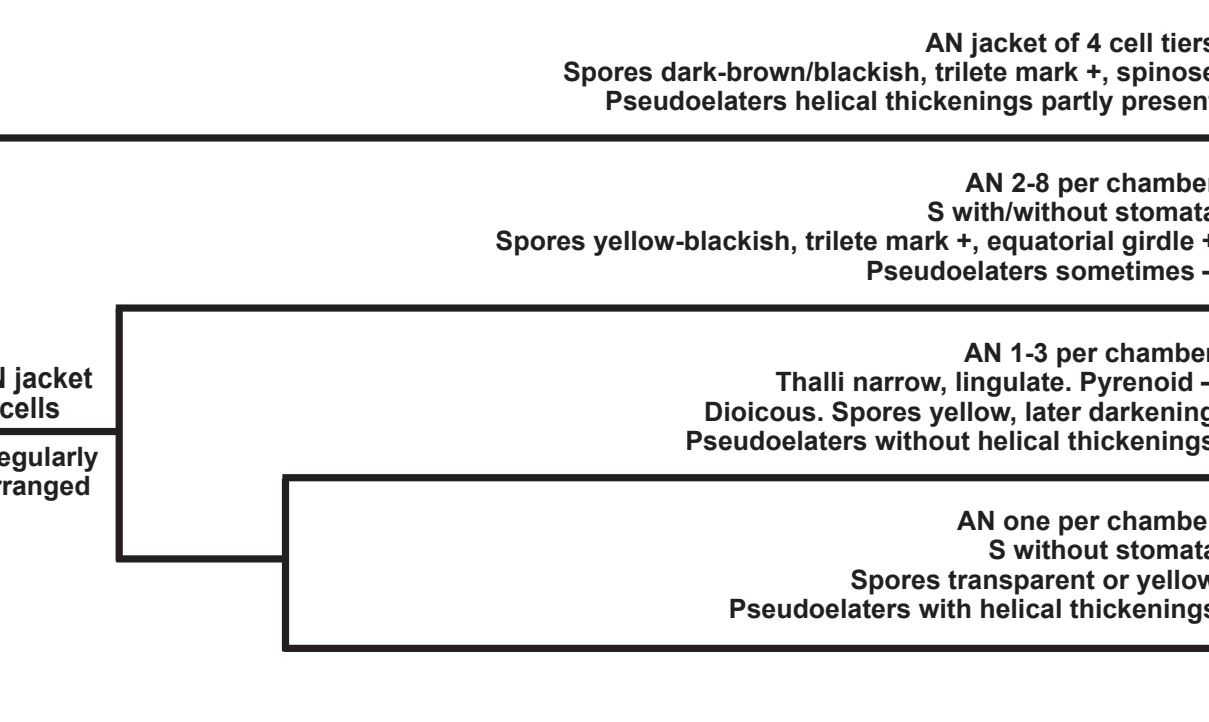 AN jacket of 4 cell tiers
Spores dark-brown/blackish, trilete mark +, spinose
Pseudoelaters helical thickenings partly present
AN 2-8 per chamber
S with/without stomata
Spores yellow-blackish, trilete mark +, equatorial girdle +
Pseudoelaters sometimes -
AN 1-3 per chamber
Thalli narrow, lingulate. Pyrenoid -
Dioicous. Spores yellow, later darkening
Pseudoelaters without helical thickenings
jacket
cells
egularly
rranged
AN one per chamber
S without stomata
Spores transparent or yellow
Pseudoelaters with helical thickenings